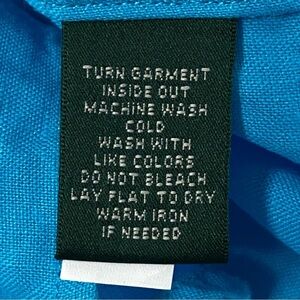 TURN GARMENT
INSIDE OUT
MACHINE WASH
COLD
WASH WITH
LIKE COLORS
DO NOT BLEACH
LAY FLAT TO DRY
WARM IRON
IF NEEDED